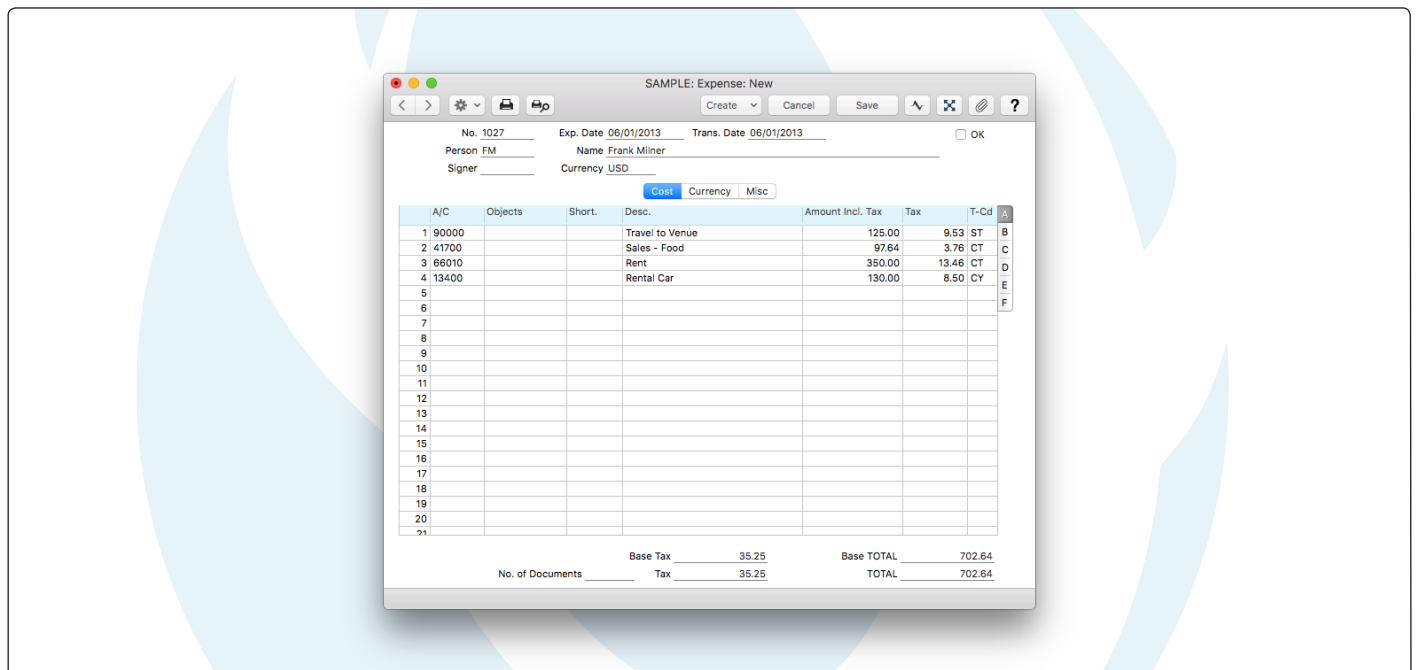 SAMPLE: Expense: New
Create Cancel Save ?
No. 1027 Exp. Date 06/01/2013 Trans. Date 06/01/2013 OK
Person FM Name Frank Milner
Signer Currency USD
Cost Currency Misc
A/C Objects Short. Desc. Amount Incl. Tax Tax T-Cd A
1 90000 Travel to Venue 125.00 9.53 ST B
2 41700 Sales - Food 97.64 3.76 CT C
3 66010 Rent 350.00 13.46 CT D
4 13400 Rental Car 130.00 8.50 CY E
5
6 F
7
8
9
10
11
12
13
14
15
16
17
18
19
20
21
Base Tax 35.25 Base TOTAL 702.64
No. of Documents Tax 35.25 TOTAL 702.64